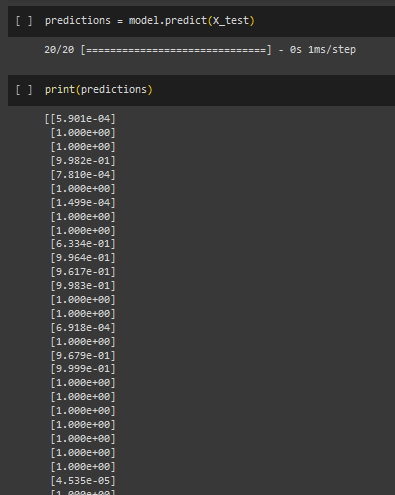 [ ] predictions = model.predict(X_test)
20/20 [==============================] - 0s 1ms/step
[ ] print(predictions)
[[5.901e-04]
[1.000e+00]
[1.000e+00]
[9.982e-01]
[7.810e-04]
[1.000e+00]
[1.499e-04]
[1.000e+00]
[1.000e+00]
[6.334e-01]
[9.964e-01]
[9.617e-01]
[9.983e-01]
[1.000e+00]
[1.000e+00]
[6.918e-04]
[1.000e+00]
[9.679e-01]
[9.999e-01]
[1.000e+00]
[1.000e+00]
[1.000e+00]
[1.000e+00]
[1.000e+00]
[1.000e+00]
[1.000e+00]
[4.535e-05]
[1.000e+00]